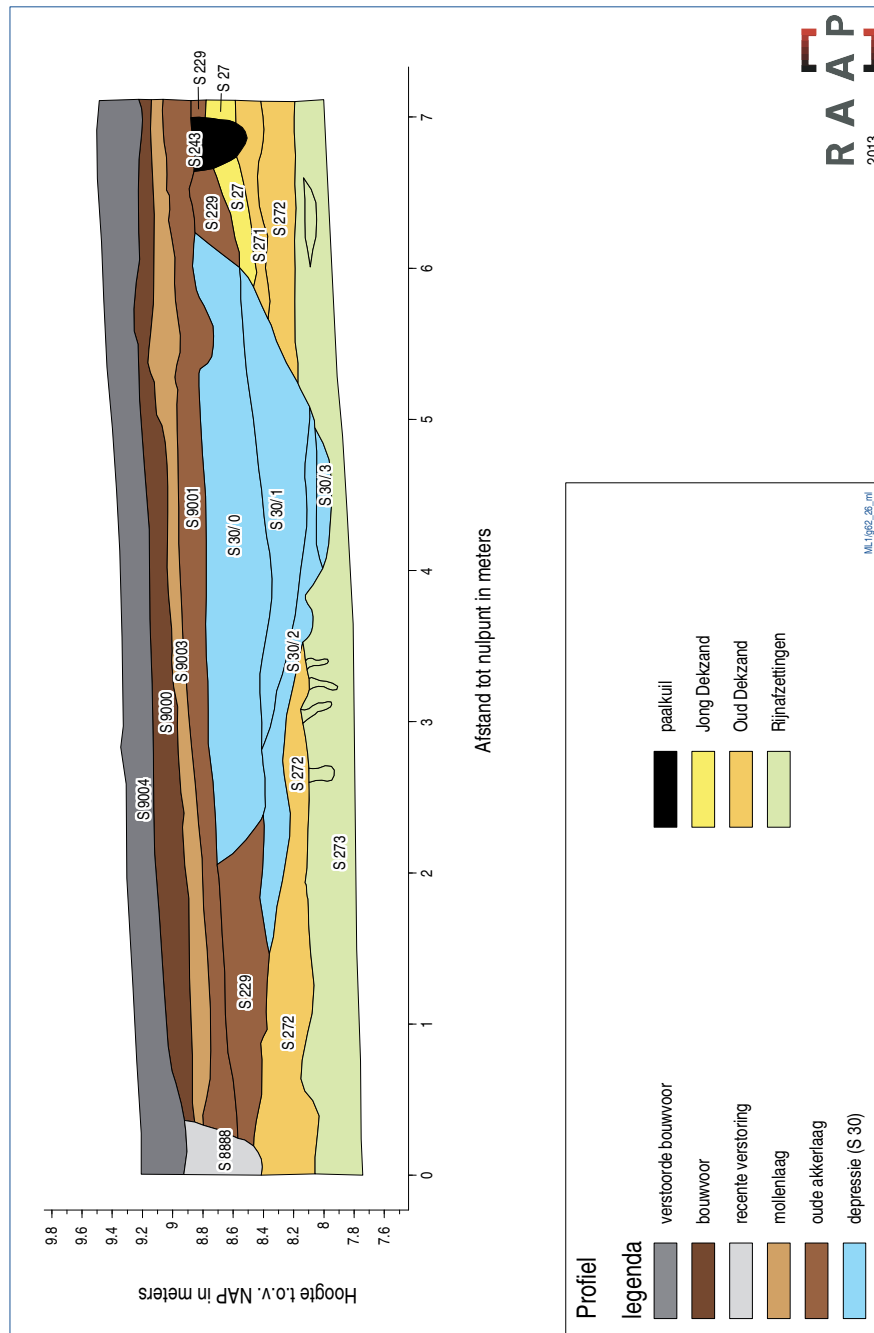 Hoogte t.o.v. NAP in meters
9.8
9.6
9.4
9.2
9
8.8
8.6
8.4
8.2
8
7.8
7.6
S 9004
S 9000
S 9003
S 9001
S 8888
S 229
S 272
S 273
S 272
S 30/ 0
S 30/ 1
S 30/ 2
S 30/ 3
S 243
S 229
S 27
S 271
S 272
S 229
S 27
0
1
2
3
4
5
6
7
Afstand tot nulpunt in meters
Profiel
legenda
verstoorde bouwvoor
bouwvoor
recente verstoring
mollenlaag
oude akkerlaag
depressie (S 30)
paalkuil
Jong Dekzand
Oud Dekzand
Rijnafzettingen
ML1/g62_26_ml
RAAP
2013